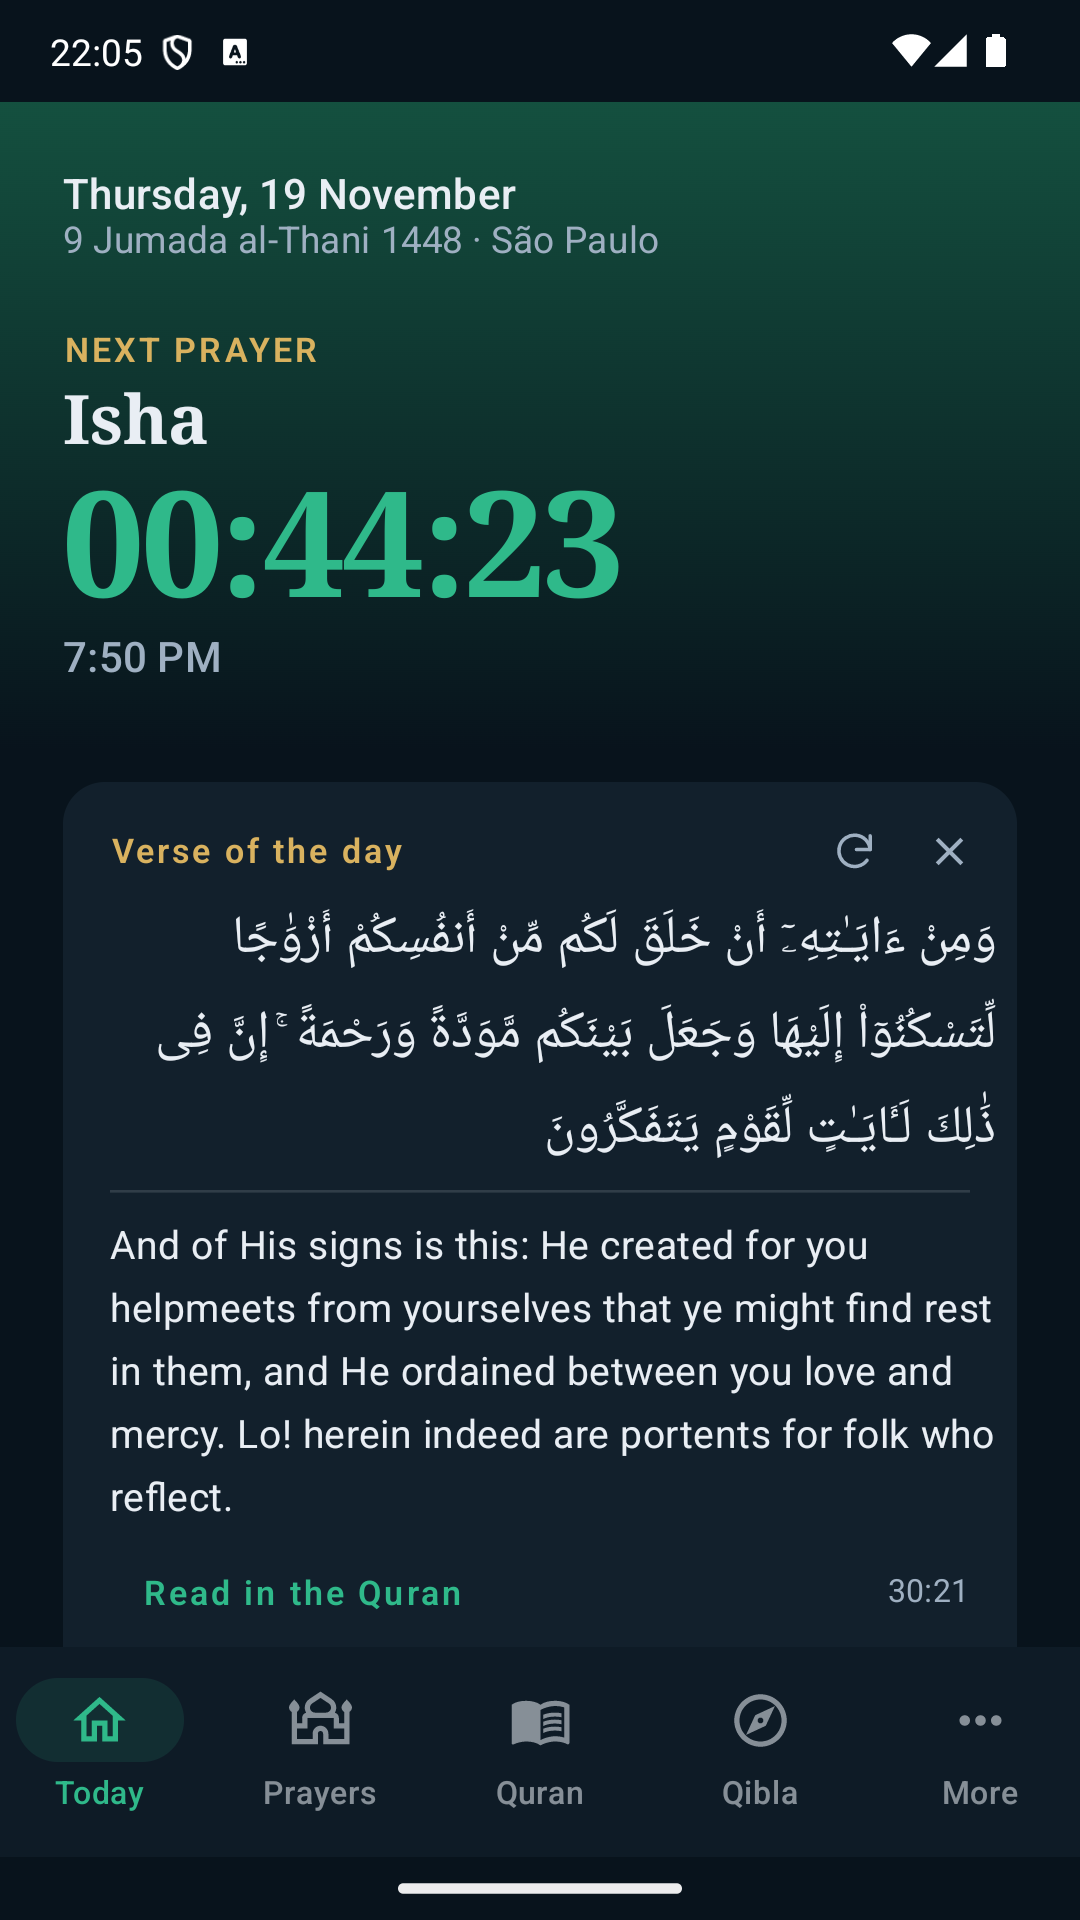 22:05
Thursday, 19 November
9 Jumada al-Thani 1448 · São Paulo
NEXT PRAYER
Isha
00:44:23
7:50 PM
Verse of the day
وَمِنْ ءَايَـٰتِهِۦٓ أَنْ خَلَقَ لَكُم مِّنْ أَنفُسِكُمْ أَزْوَٰجًا
لِّتَسْكُنُوٓا۟ إِلَيْهَا وَجَعَلَ بَيْنَكُم مَّوَدَّةً وَرَحْمَةً ۚ إِنَّ فِى
ذَٰلِكَ لَـَٔايَـٰتٍ لِّقَوْمٍ يَتَفَكَّرُونَ
And of His signs is this: He created for you
helpmeets from yourselves that ye might find rest
in them, and He ordained between you love and
mercy. Lo! herein indeed are portents for folk who
reflect.
Read in the Quran
30:21
Today
Prayers
Quran
Qibla
More